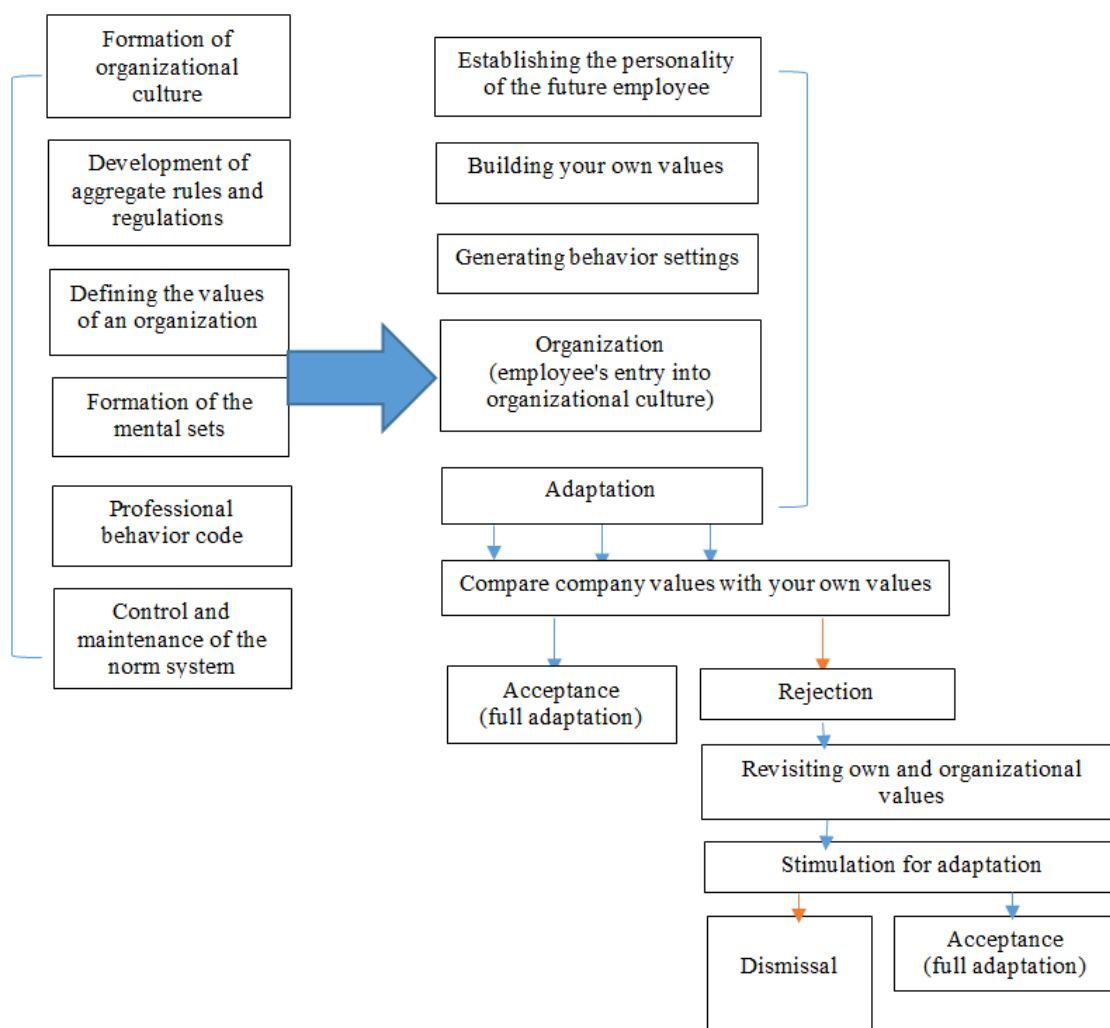 Formation of
organizational
culture
Development of
aggregate rules and
regulations
Defining the values
of an organization
Formation of the
mental sets
Professional
behavior code
Control and
maintenance of the
norm system
Establishing the personality
of the future employee
Building your own values
Generating behavior settings
Organization
(employee's entry into
organizational culture)
Adaptation
Compare company values with your own values
Acceptance
(full adaptation)
Rejection
Revisiting own and organizational
values
Stimulation for adaptation
Dismissal
Acceptance
(full adaptation)